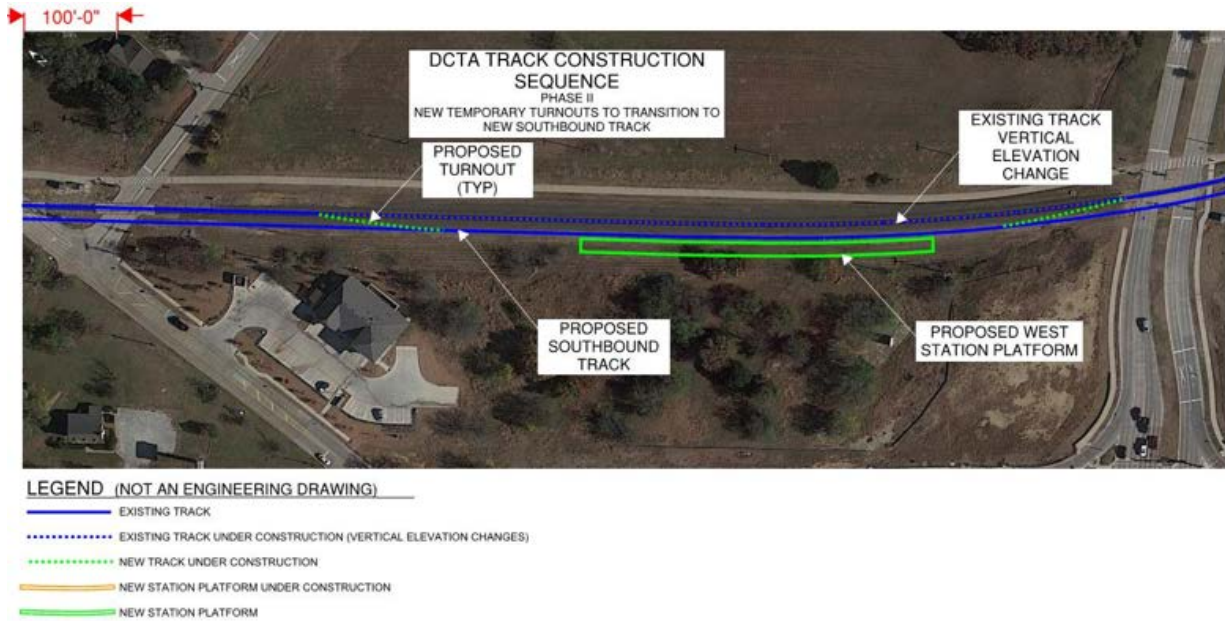 100'-0"
DCTA TRACK CONSTRUCTION
SEQUENCE
PHASE II
NEW TEMPORARY TURNOUTS TO TRANSITION TO
NEW SOUTHBOUND TRACK
PROPOSED
TURNOUT
(TYP)
EXISTING TRACK
VERTICAL
ELEVATION
CHANGE
PROPOSED
SOUTHBOUND
TRACK
PROPOSED WEST
STATION PLATFORM
LEGEND (NOT AN ENGINEERING DRAWING)
EXISTING TRACK
EXISTING TRACK UNDER CONSTRUCTION (VERTICAL ELEVATION CHANGES)
NEW TRACK UNDER CONSTRUCTION
NEW STATION PLATFORM UNDER CONSTRUCTION
NEW STATION PLATFORM